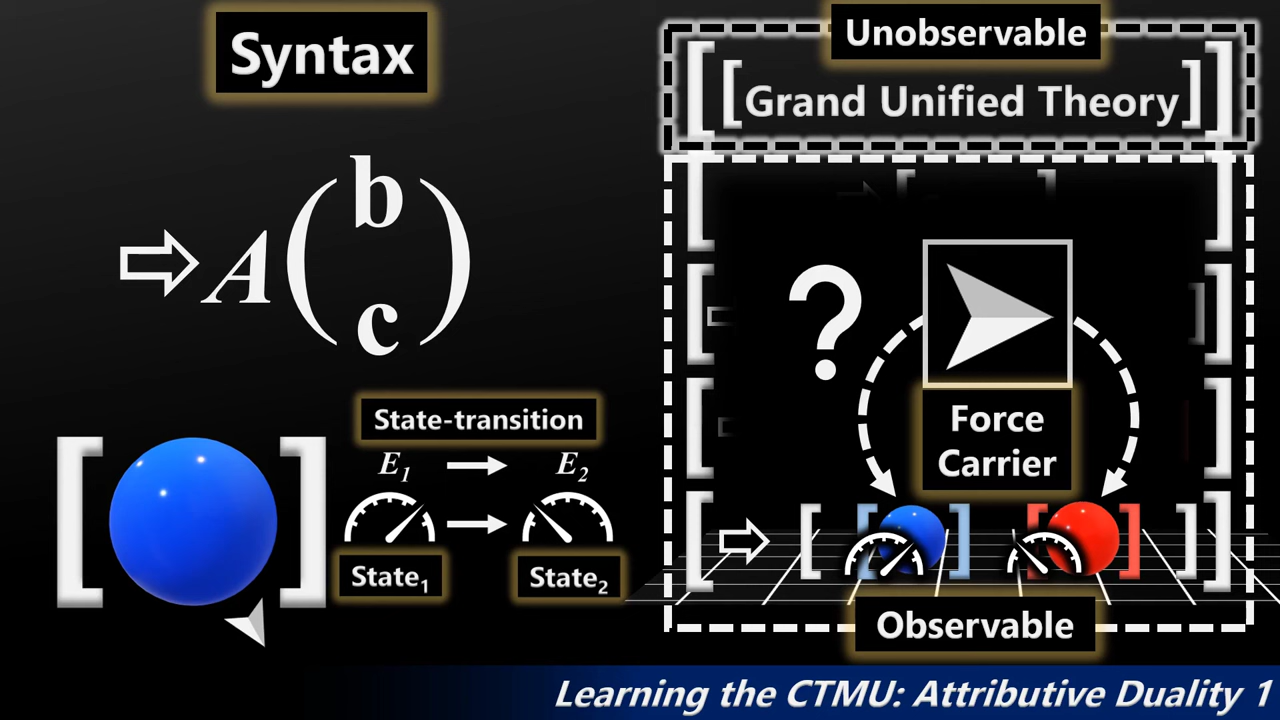 Syntax
⇨A(b
c)
State-transition
E₁ → E₂
State₁
State₂
Unobservable
[[Grand Unified Theory]]
?
Force
Carrier
Observable
Learning the CTMU: Attributive Duality 1